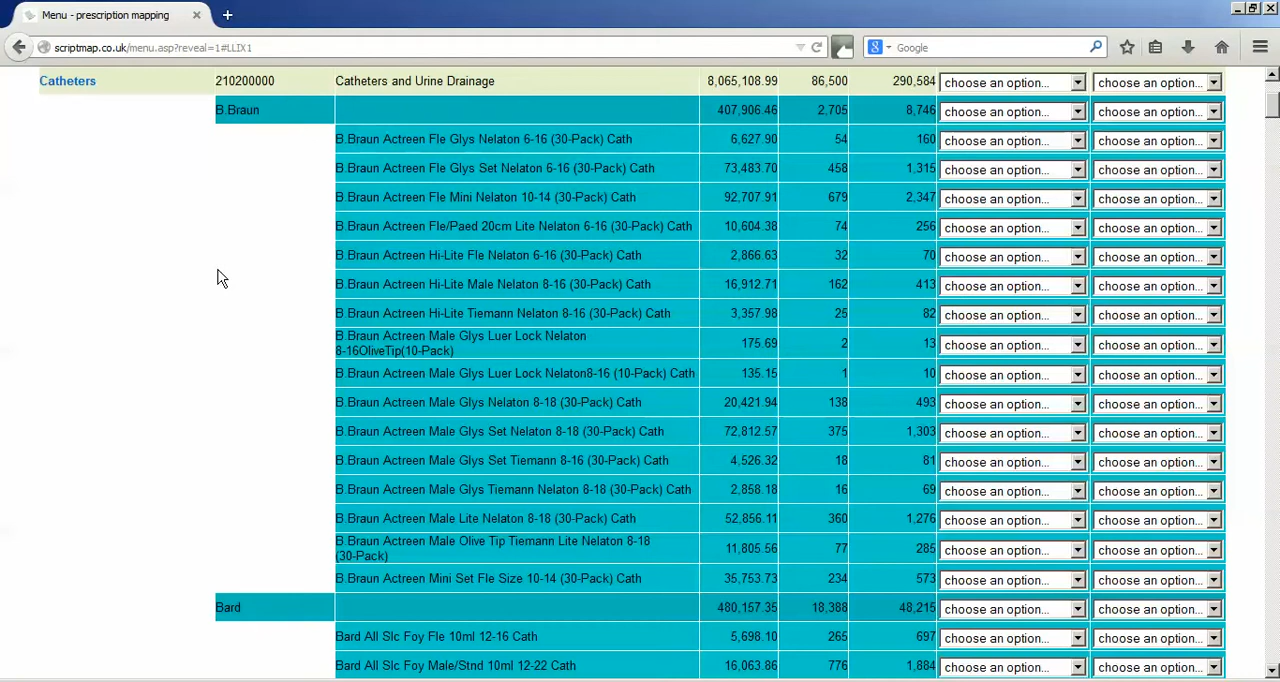 Menu - prescription mapping
scriptmap.co.uk/menu.asp?reveal=1#LLIX1
Google
Catheters 210200000 Catheters and Urine Drainage 8,065,108.99 86,500 290,584 choose an option... choose an option...
B.Braun 407,906.46 2,705 8,746 choose an option... choose an option...
B.Braun Actreen Fle Glys Nelaton 6-16 (30-Pack) Cath 6,627.90 54 160 choose an option... choose an option...
B.Braun Actreen Fle Glys Set Nelaton 6-16 (30-Pack) Cath 73,483.70 458 1,315 choose an option... choose an option...
B.Braun Actreen Fle Mini Nelaton 10-14 (30-Pack) Cath 92,707.91 679 2,347 choose an option... choose an option...
B.Braun Actreen Fle/Paed 20cm Lite Nelaton 6-16 (30-Pack) Cath 10,604.38 74 256 choose an option... choose an option...
B.Braun Actreen Hi-Lite Fle Nelaton 6-16 (30-Pack) Cath 2,866.63 32 70 choose an option... choose an option...
B.Braun Actreen Hi-Lite Male Nelaton 8-16 (30-Pack) Cath 16,912.71 162 413 choose an option... choose an option...
B.Braun Actreen Hi-Lite Tiemann Nelaton 8-16 (30-Pack) Cath 3,357.98 25 82 choose an option... choose an option...
B.Braun Actreen Male Glys Luer Lock Nelaton
8-16OliveTip(10-Pack) 175.69 2 13 choose an option... choose an option...
B.Braun Actreen Male Glys Luer Lock Nelaton8-16 (10-Pack) Cath 135.15 1 10 choose an option... choose an option...
B.Braun Actreen Male Glys Nelaton 8-18 (30-Pack) Cath 20,421.94 138 493 choose an option... choose an option...
B.Braun Actreen Male Glys Set Nelaton 8-18 (30-Pack) Cath 72,812.57 375 1,303 choose an option... choose an option...
B.Braun Actreen Male Glys Set Tiemann 8-16 (30-Pack) Cath 4,526.32 18 81 choose an option... choose an option...
B.Braun Actreen Male Glys Tiemann Nelaton 8-18 (30-Pack) Cath 2,858.18 16 69 choose an option... choose an option...
B.Braun Actreen Male Lite Nelaton 8-18 (30-Pack) Cath 52,856.11 360 1,276 choose an option... choose an option...
B.Braun Actreen Male Olive Tip Tiemann Lite Nelaton 8-18
(30-Pack) 11,805.56 77 285 choose an option... choose an option...
B.Braun Actreen Mini Set Fle Size 10-14 (30-Pack) Cath 35,753.73 234 573 choose an option... choose an option...
Bard 480,157.35 18,388 48,215 choose an option... choose an option...
Bard All Slc Foy Fle 10ml 12-16 Cath 5,698.10 265 697 choose an option... choose an option...
Bard All Slc Foy Male/Stnd 10ml 12-22 Cath 16,063.86 776 1,884 choose an option... choose an option...